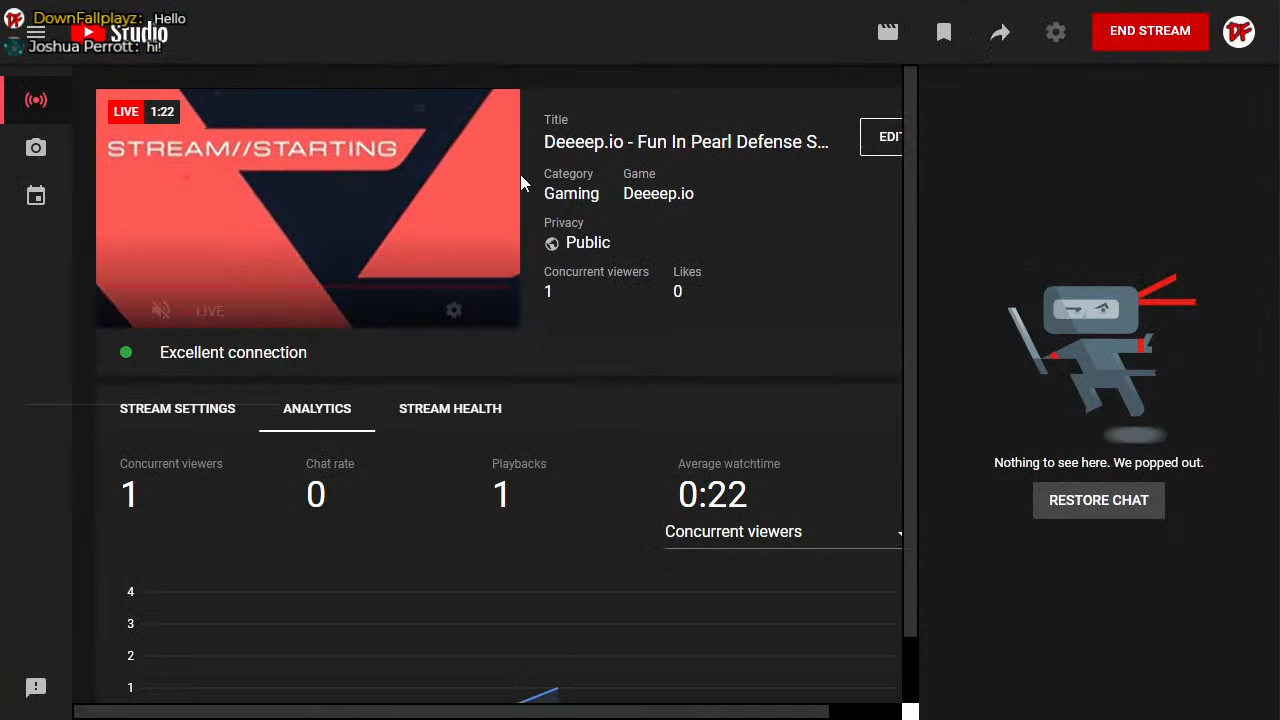 DownFallplayz: Hello
Studio
Joshua Perrott: hi!
END STREAM
DF
LIVE 1:22
STREAM//STARTING
LIVE
Title
Deeeep.io - Fun In Pearl Defense S...
EDIT
Category
Game
Gaming
Deeeep.io
Privacy
Public
Concurrent viewers
Likes
1
0
Excellent connection
STREAM SETTINGS
ANALYTICS
STREAM HEALTH
Concurrent viewers
Chat rate
Playbacks
Average watchtime
1
0
1
0:22
Concurrent viewers
4
3
2
1
Nothing to see here. We popped out.
RESTORE CHAT